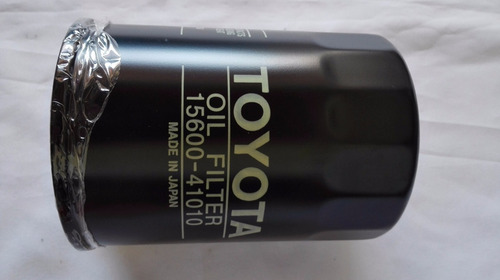 TOYOTA
OIL FILTER
15600-41010
MADE IN JAPAN